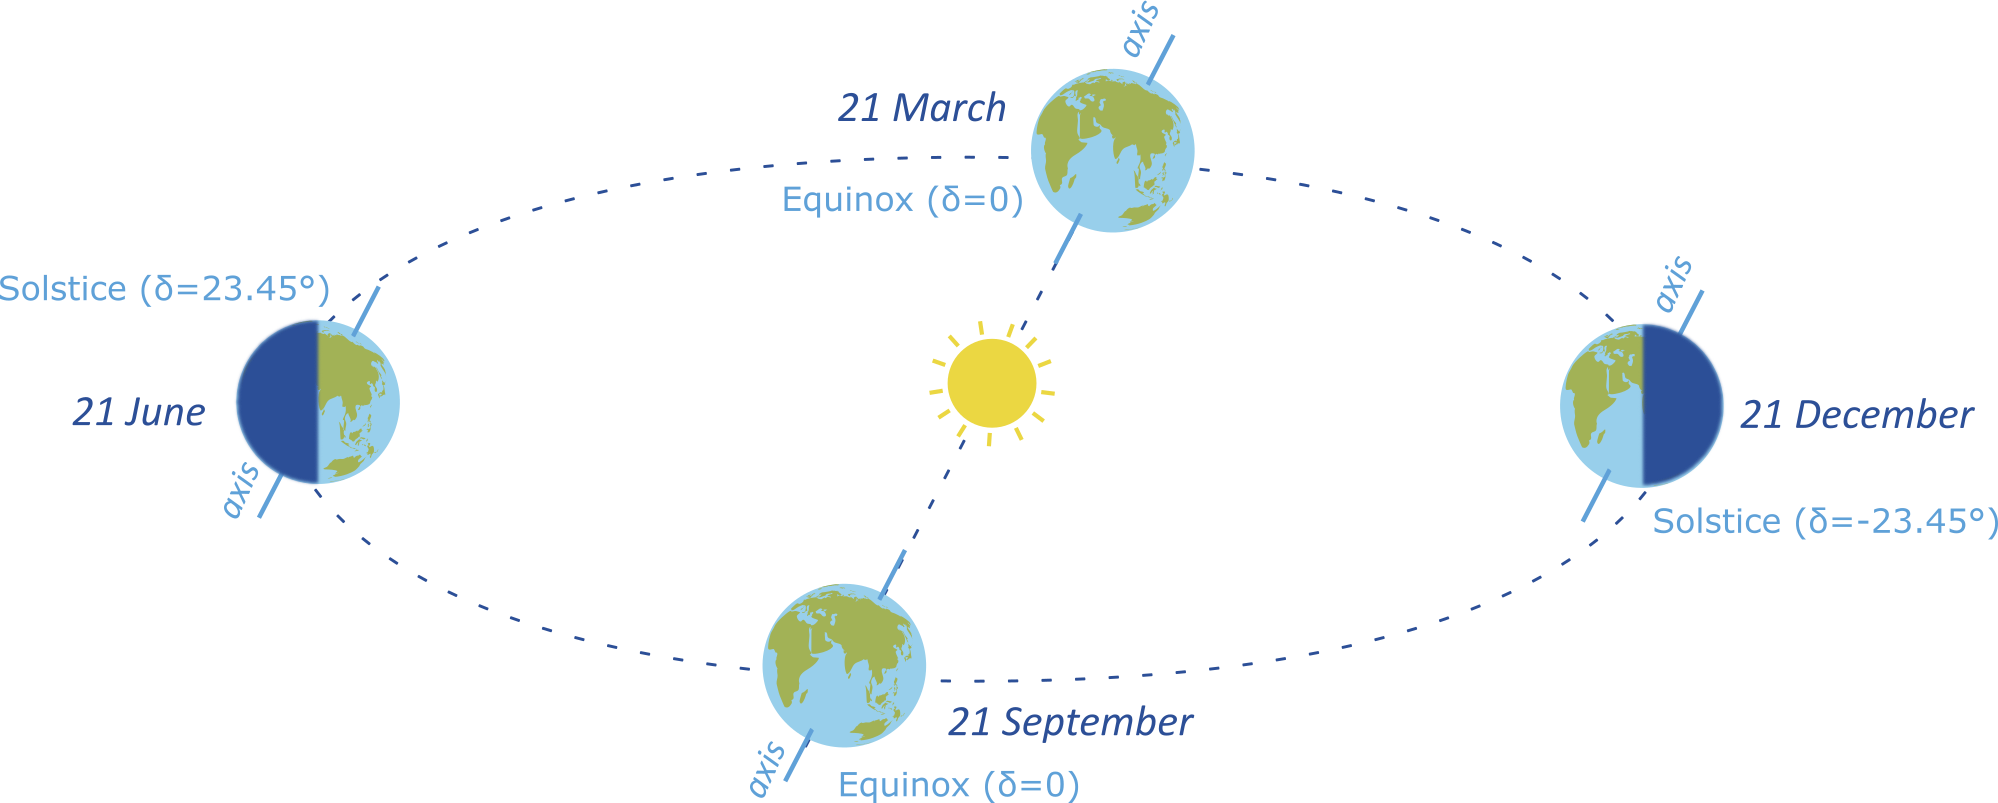 axis
21 March
Equinox (δ=0)
axis
Solstice (δ=23.45°)
21 June
21 December
axis
Solstice (δ=-23.45°)
21 September
axis
Equinox (δ=0)